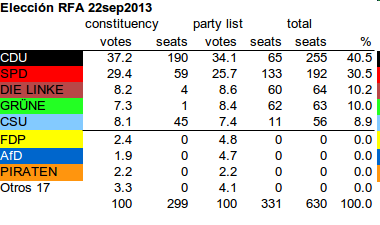 Elección RFA 22sep2013
constituency party list total
votes seats votes seats seats %
CDU 37.2 190 34.1 65 255 40.5
SPD 29.4 59 25.7 133 192 30.5
DIE LINKE 8.2 4 8.6 60 64 10.2
GRÜNE 7.3 1 8.4 62 63 10.0
CSU 8.1 45 7.4 11 56 8.9
FDP 2.4 0 4.8 0 0 0.0
AfD 1.9 0 4.7 0 0 0.0
PIRATEN 2.2 0 2.2 0 0 0.0
Otros 17 3.3 0 4.1 0 0 0.0
100 299 100 331 630 100.0